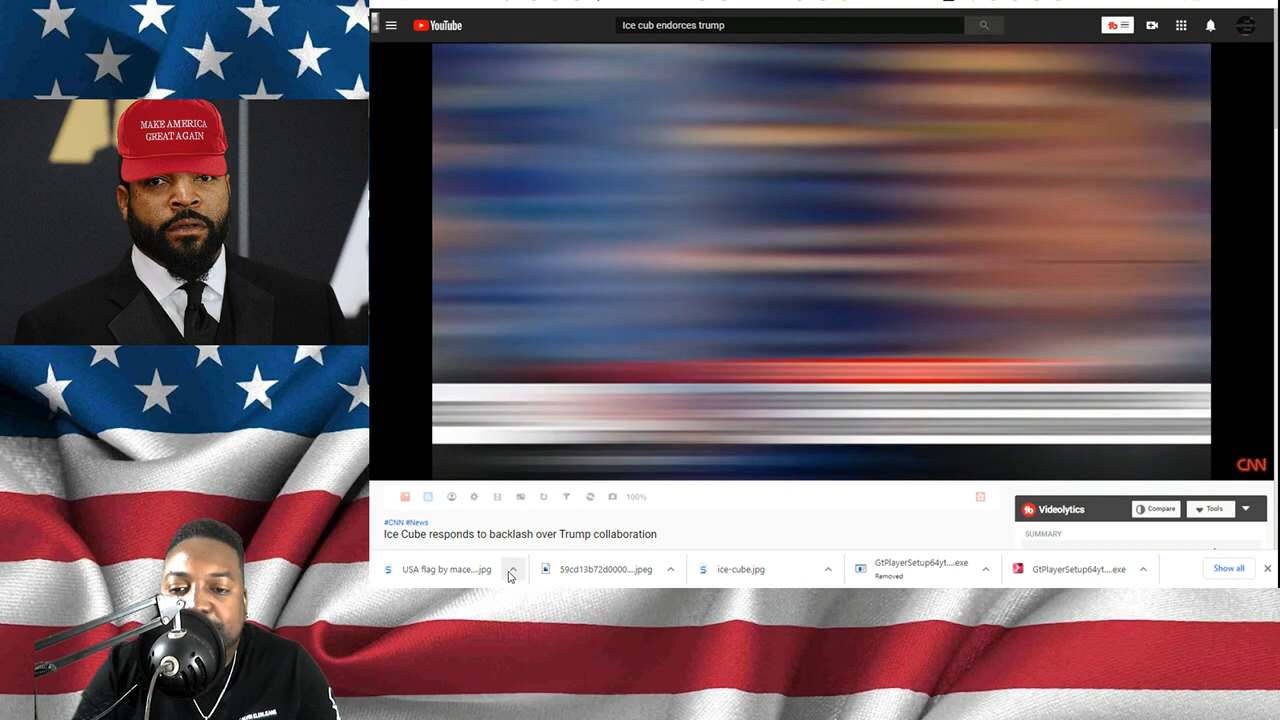 YouTube
Ice cub endorces trump
MAKE AMERICA
GREAT AGAIN
CNN
100%
#CNN #News
Ice Cube responds to backlash over Trump collaboration
Videolytics
Compare
Tools
SUMMARY
USA flag by mace....jpg
59cd13b72d0000....jpeg
ice-cube.jpg
GtPlayerSetup64yt....exe
Removed
GtPlayerSetup64yt....exe
Show all